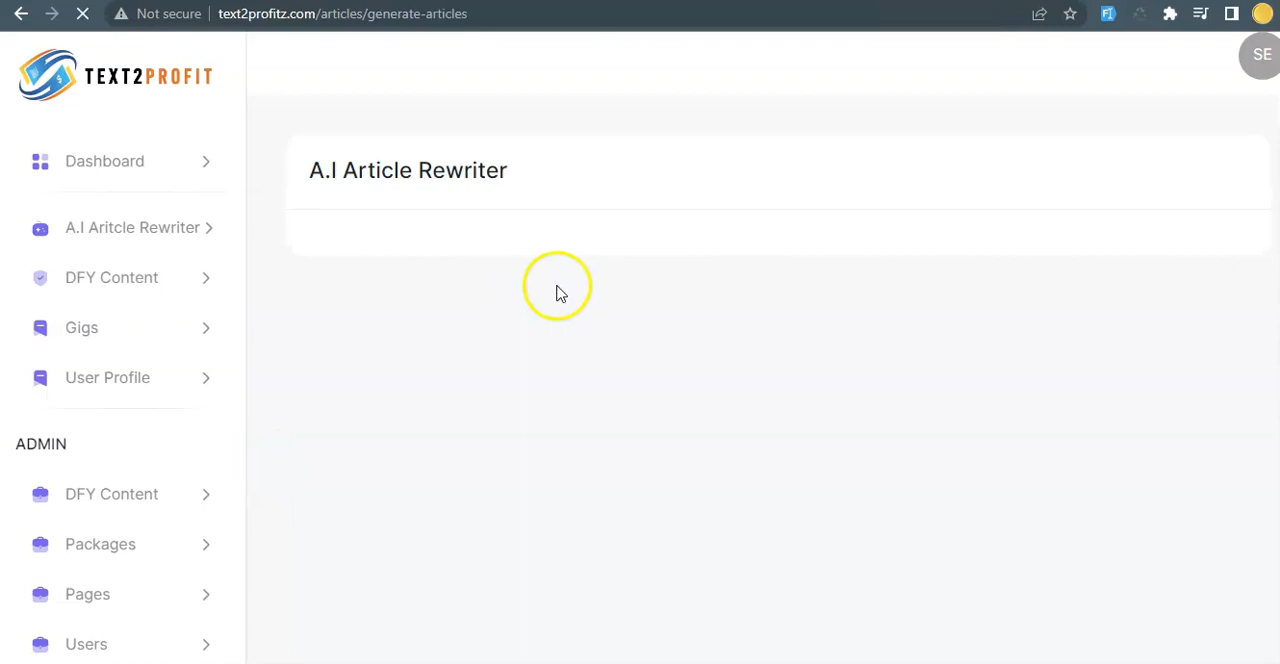 Not secure text2profitz.com/articles/generate-articles
TEXT2PROFIT
SE
Dashboard
A.I Aritcle Rewriter
DFY Content
Gigs
User Profile
ADMIN
DFY Content
Packages
Pages
Users
A.I Article Rewriter